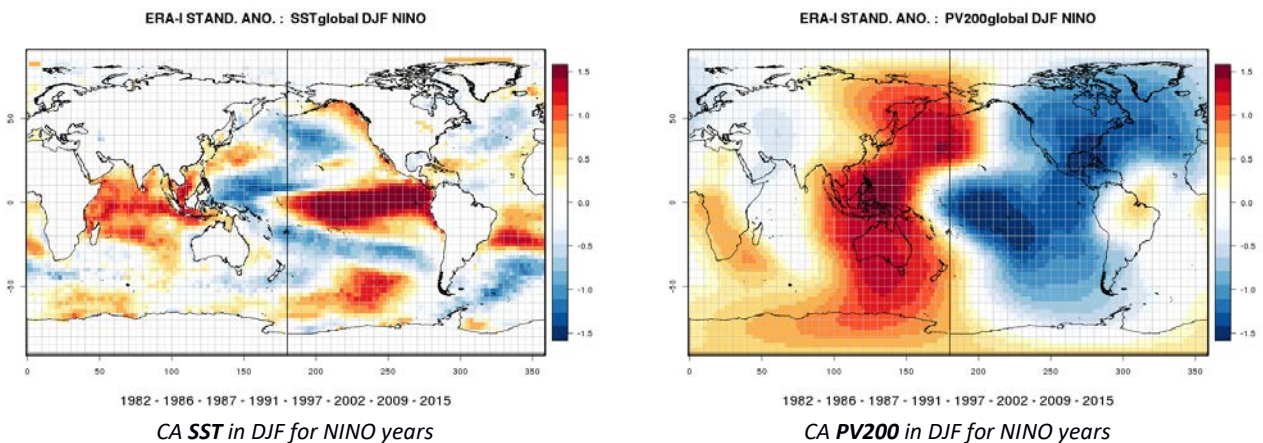 ERA-I STAND. ANO. : SSTglobal DJF NINO
1.5
1.0
0.5
0.0
-0.5
-1.0
-1.5
50
0
-50
0 50 100 150 200 250 300 350
1982 - 1986 - 1987 - 1991 - 1997 - 2002 - 2009 - 2015
CA SST in DJF for NINO years
ERA-I STAND. ANO. : PV200global DJF NINO
1.5
1.0
0.5
0.0
-0.5
-1.0
-1.5
50
0
-50
0 50 100 150 200 250 300 350
1982 - 1986 - 1987 - 1991 - 1997 - 2002 - 2009 - 2015
CA PV200 in DJF for NINO years